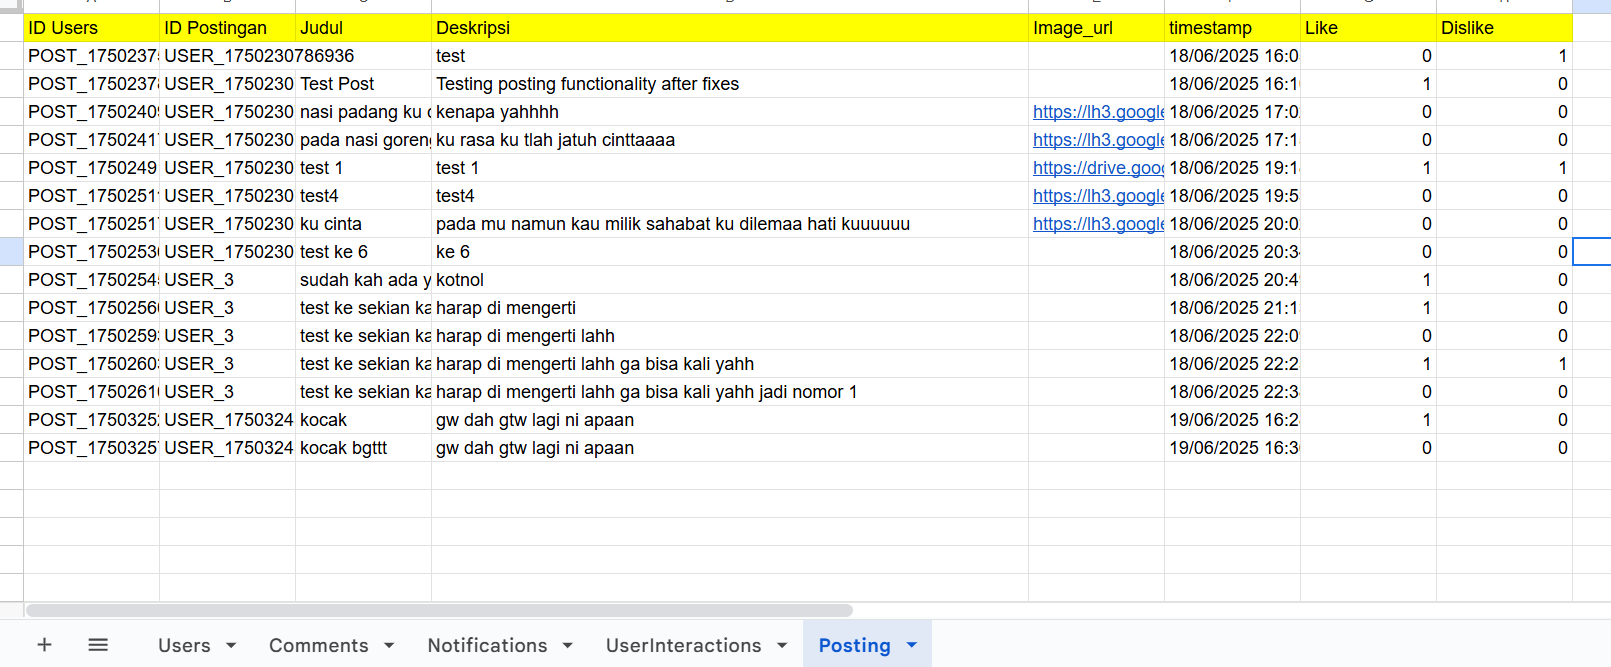 ID Users ID Postingan Judul Deskripsi Image_url timestamp Like Dislike
POST_1750237 USER_1750230786936 test 18/06/2025 16:0 0 1
POST_1750237 USER_1750230 Test Post Testing posting functionality after fixes 18/06/2025 16:1 1 0
POST_1750240 USER_1750230 nasi padang ku kenapa yahhhh https://lh3.google 18/06/2025 17:0 0 0
POST_1750241 USER_1750230 pada nasi goreng ku rasa ku tlah jatuh cinttaaaa https://lh3.google 18/06/2025 17:1 0 0
POST_1750249 USER_1750230 test 1 test 1 https://drive.goog 18/06/2025 19:1 1 1
POST_1750251 USER_1750230 test4 test4 https://lh3.google 18/06/2025 19:5 0 0
POST_1750251 USER_1750230 ku cinta pada mu namun kau milik sahabat ku dilemaa hati kuuuuuu https://lh3.google 18/06/2025 20:0 0 0
POST_1750253 USER_1750230 test ke 6 ke 6 18/06/2025 20:3 0 0
POST_1750254 USER_3 sudah kah ada y kotnol 18/06/2025 20:4 1 0
POST_1750256 USER_3 test ke sekian ka harap di mengerti 18/06/2025 21:1 1 0
POST_1750259 USER_3 test ke sekian ka harap di mengerti lahh 18/06/2025 22:0 0 0
POST_1750260 USER_3 test ke sekian ka harap di mengerti lahh ga bisa kali yahh 18/06/2025 22:2 1 1
POST_1750261 USER_3 test ke sekian ka harap di mengerti lahh ga bisa kali yahh jadi nomor 1 18/06/2025 22:3 0 0
POST_1750325 USER_1750324 kocak gw dah gtw lagi ni apaan 19/06/2025 16:2 1 0
POST_1750325 USER_1750324 kocak bgttt gw dah gtw lagi ni apaan 19/06/2025 16:3 0 0
Users Comments Notifications UserInteractions Posting